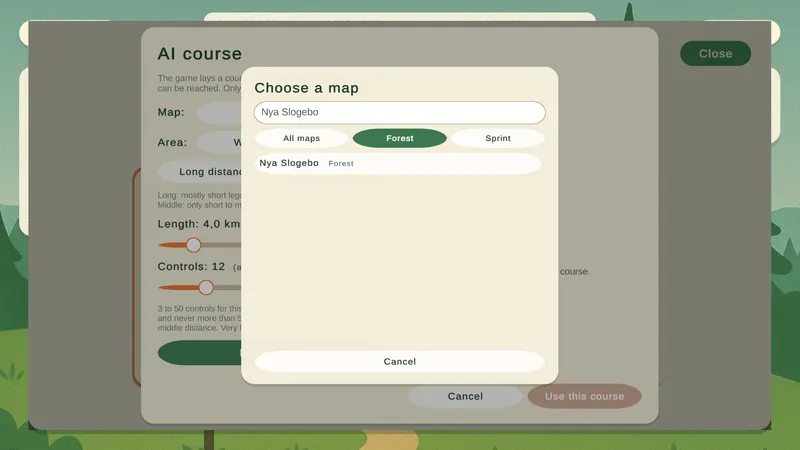 AI course
Close
The game lays a cou
can be reached. Only
Choose a map
Nya Slogebo
Map:
All maps
Forest
Sprint
Area:
W
Nya Slogebo Forest
Long distanc
Long: mostly short legs
Middle: only short to m
Length: 4,0 km
Controls: 12 (a
course.
3 to 50 controls for this
and never more than 5
middle distance. Very
Cancel
Cancel
Use this course